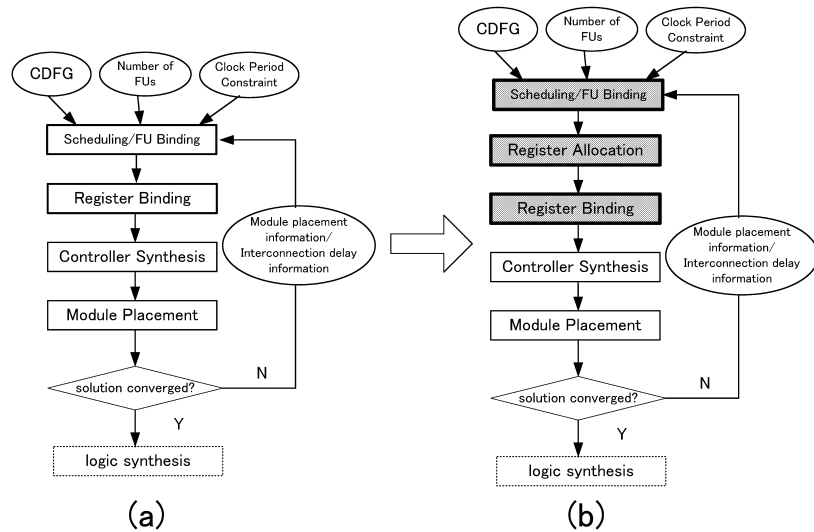 CDFG
Number of
FUs
Clock Period
Constraint
Scheduling/FU Binding
Register Binding
Controller Synthesis
Module Placement
solution converged?
N
Y
logic synthesis
Module placement
information/
Interconnection delay
information
(a)
CDFG
Number of
FUs
Clock Period
Constraint
Scheduling/FU Binding
Register Allocation
Register Binding
Controller Synthesis
Module Placement
solution converged?
N
Y
logic synthesis
Module placement
information/
Interconnection delay
information
(b)